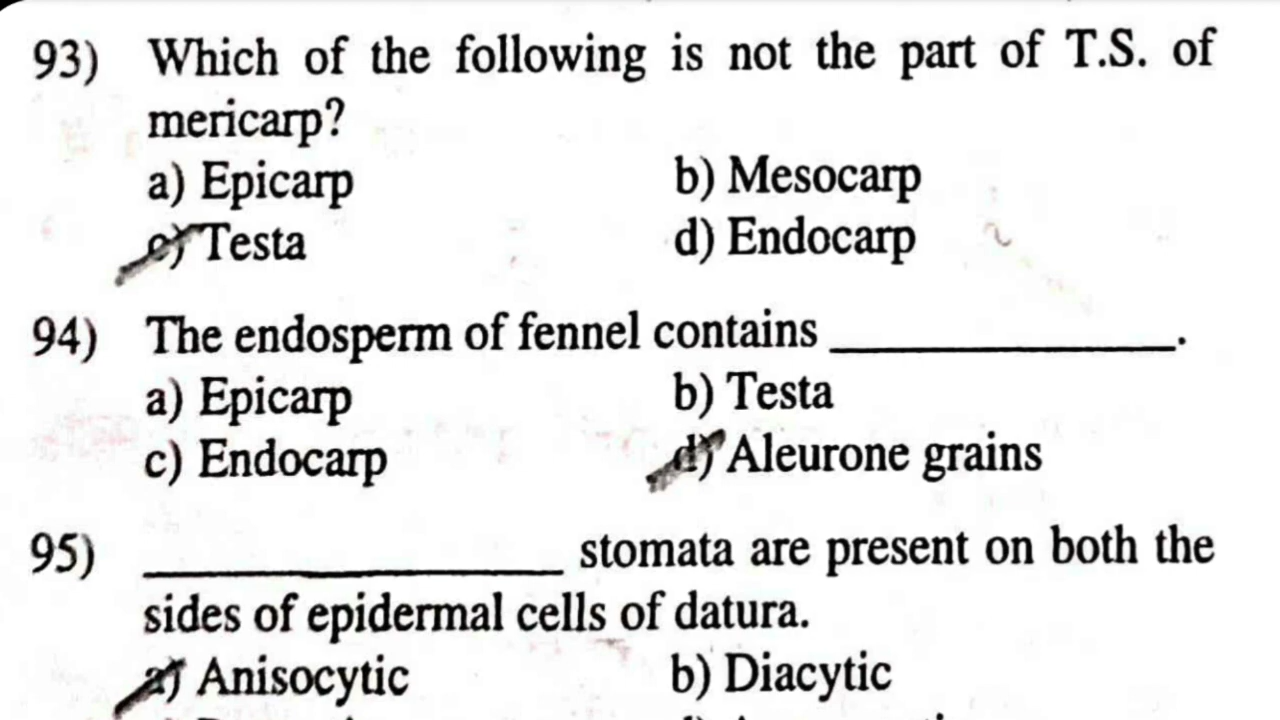 93) Which of the following is not the part of T.S. of
mericarp?
a) Epicarp b) Mesocarp
c) Testa d) Endocarp
94) The endosperm of fennel contains ______________.
a) Epicarp b) Testa
c) Endocarp d) Aleurone grains
95) ________________ stomata are present on both the
sides of epidermal cells of datura.
a) Anisocytic b) Diacytic